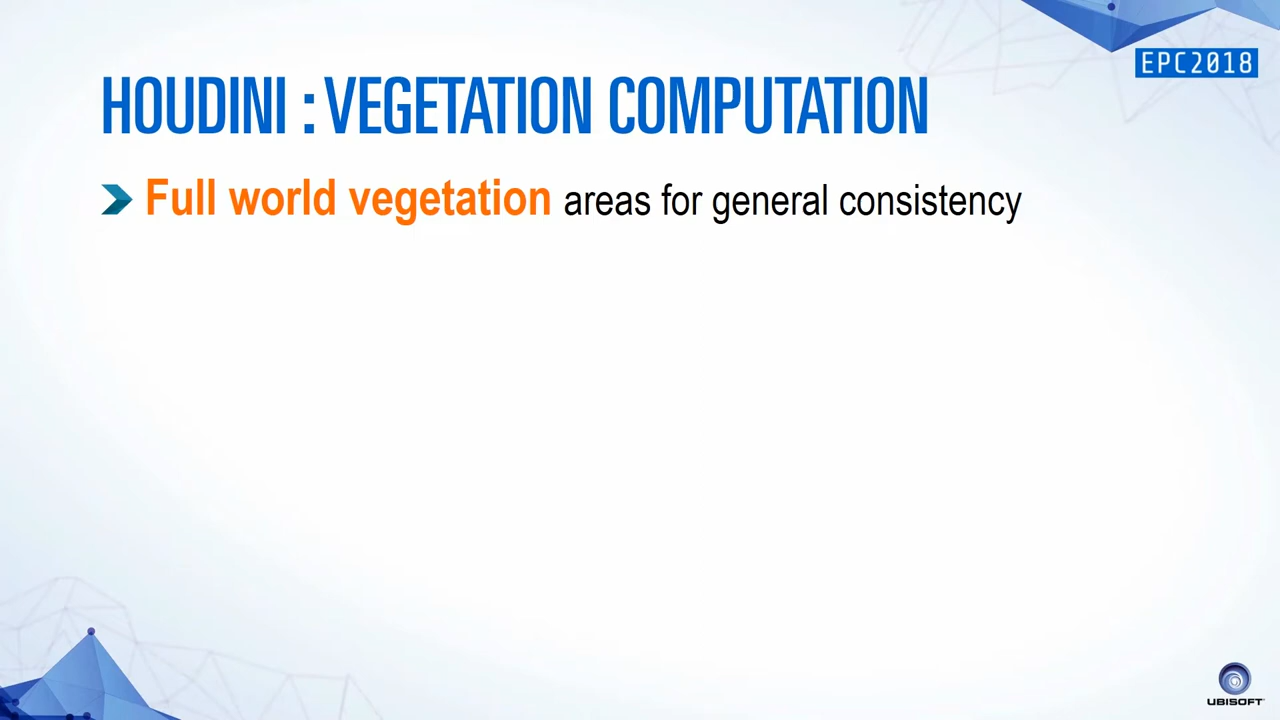 EPC2018
HOUDINI : VEGETATION COMPUTATION
Full world vegetation areas for general consistency
UBISOFT